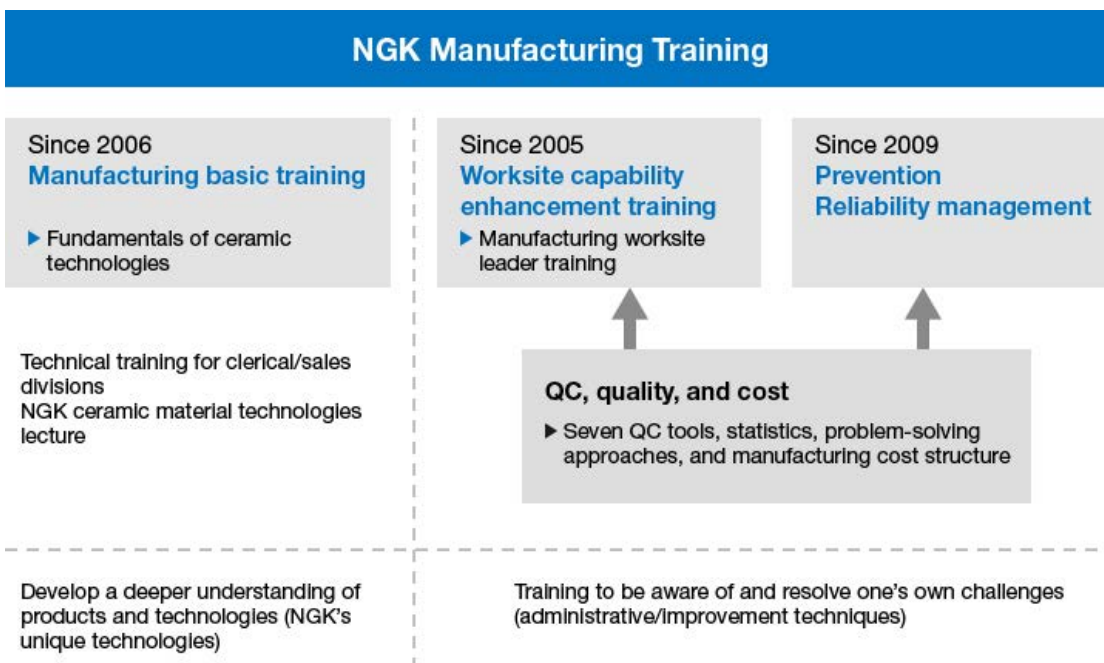 NGK Manufacturing Training
Since 2006
Manufacturing basic training
▶ Fundamentals of ceramic
technologies
Technical training for clerical/sales
divisions
NGK ceramic material technologies
lecture
Since 2005
Worksite capability
enhancement training
▶ Manufacturing worksite
leader training
Since 2009
Prevention
Reliability management
QC, quality, and cost
▶ Seven QC tools, statistics, problem-solving
approaches, and manufacturing cost structure
Develop a deeper understanding of
products and technologies (NGK's
unique technologies)
Training to be aware of and resolve one's own challenges
(administrative/improvement techniques)